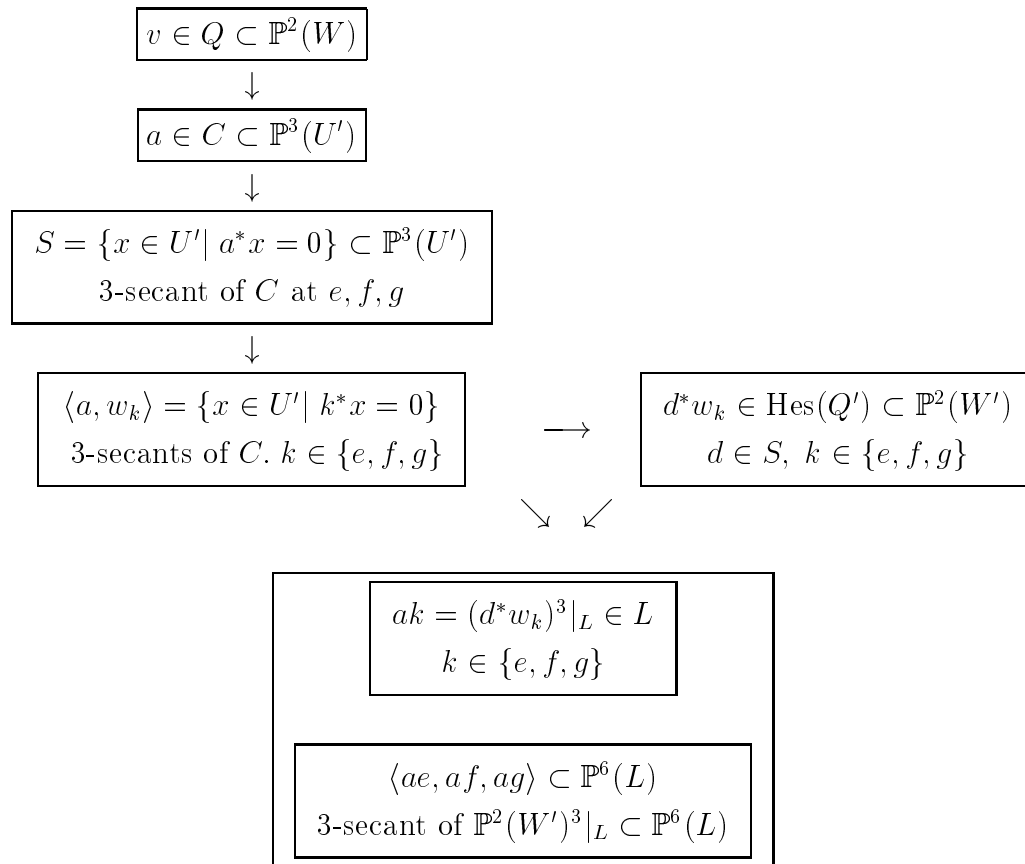 v ∈ Q ⊂ ℙ²(W)
↓
a ∈ C ⊂ ℙ³(U′)
↓
S = {x ∈ U′| a*x = 0} ⊂ ℙ³(U′)
3-secant of C at e, f, g
↓
⟨a, w_k⟩ = {x ∈ U′| k*x = 0}
3-secants of C. k ∈ {e, f, g}
⟶
d*w_k ∈ Hes(Q′) ⊂ ℙ²(W′)
d ∈ S, k ∈ {e, f, g}
↘ ↙
ak = (d*w_k)³|_L ∈ L
k ∈ {e, f, g}
⟨ae, af, ag⟩ ⊂ ℙ⁶(L)
3-secant of ℙ²(W′)³|_L ⊂ ℙ⁶(L)